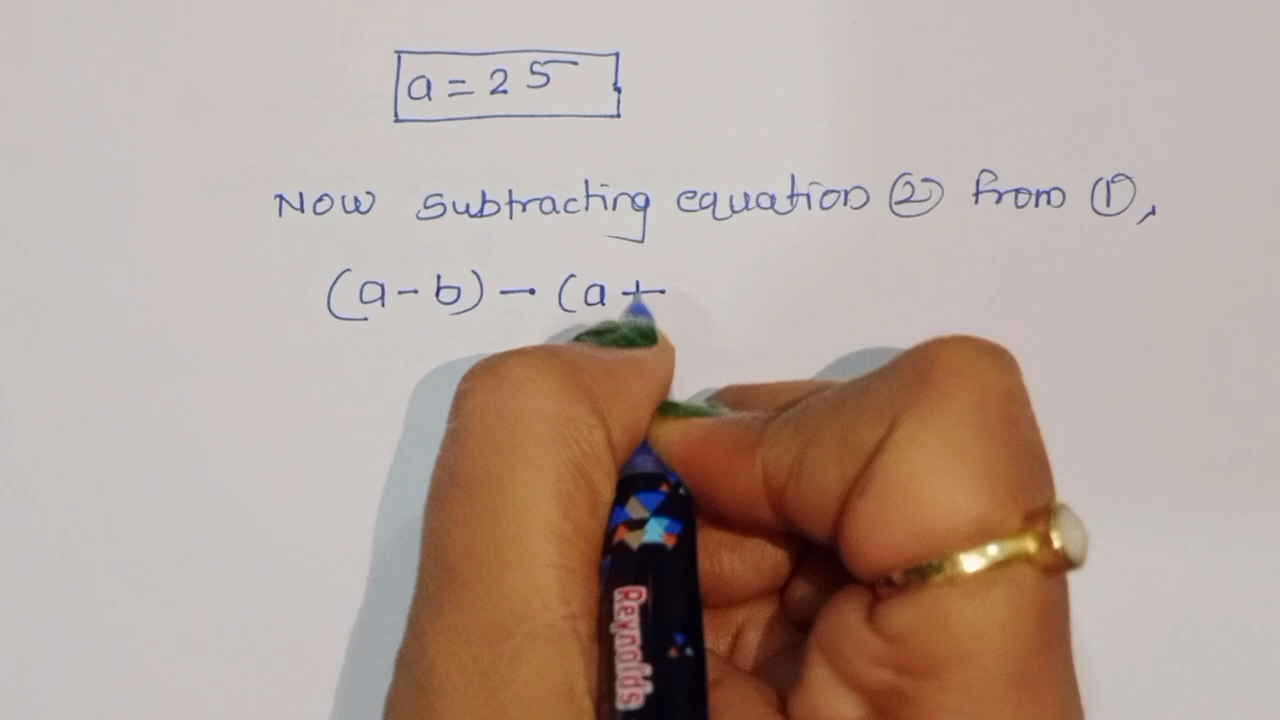 a = 25
Now subtracting equation ② from ①,
(a - b) - (a +
Reynolds